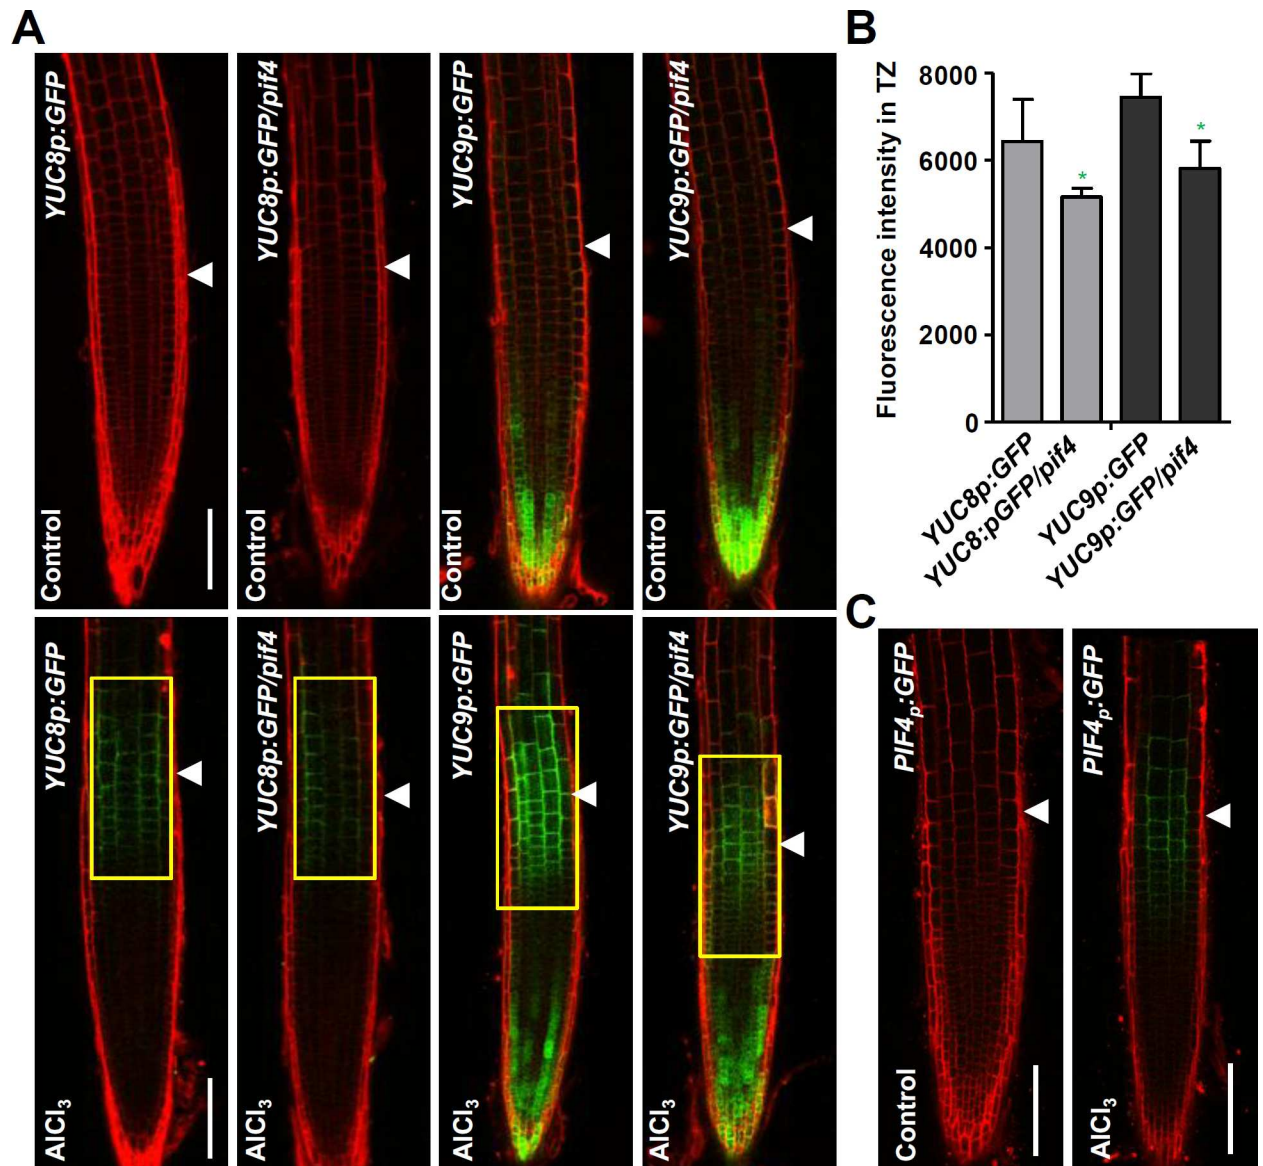 A
YUC8p:GFP
Control
YUC8p:GFP/pif4
Control
YUC9p:GFP
Control
YUC9p:GFP/pif4
Control
YUC8p:GFP
AlCl3
YUC8p:GFP/pif4
AlCl3
YUC9p:GFP
AlCl3
YUC9p:GFP/pif4
AlCl3
B
Fluorescence intensity in TZ
8000
6000
4000
2000
0
*
*
YUC8p:GFP
YUC8:pGFP/pif4
YUC9p:GFP
YUC9p:GFP/pif4
C
PIF4p:GFP
Control
PIF4p:GFP
AlCl3